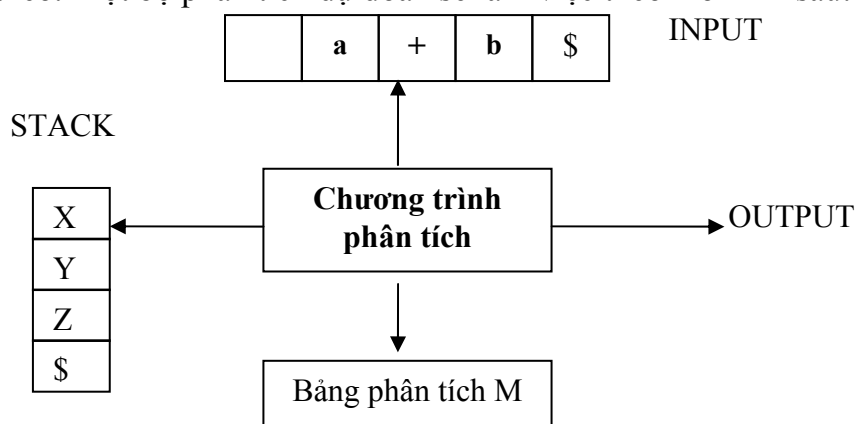 INPUT
a + b $
STACK
Chương trình
phân tích
X
OUTPUT
Y
Z
$
Bảng phân tích M